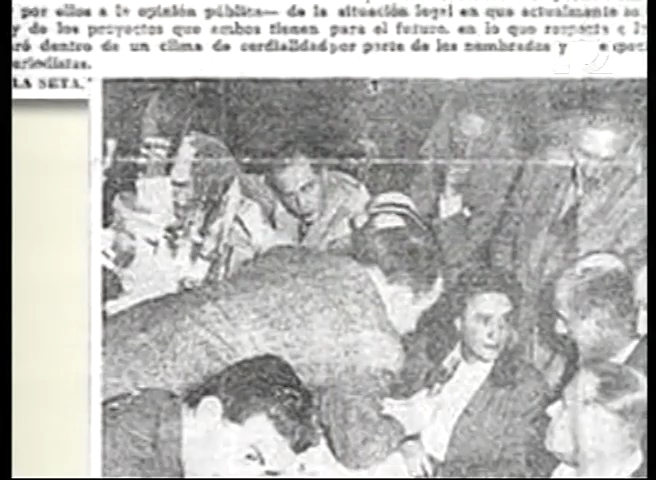 por ellos a la opinión pública— de la situación legal en que actualmente se
y de los proyectos que ambos tienen para el futuro, en lo que respecta a
rá dentro de un clima de cordialidad por parte de los nombrados y
eriodistas.
LA SETA."